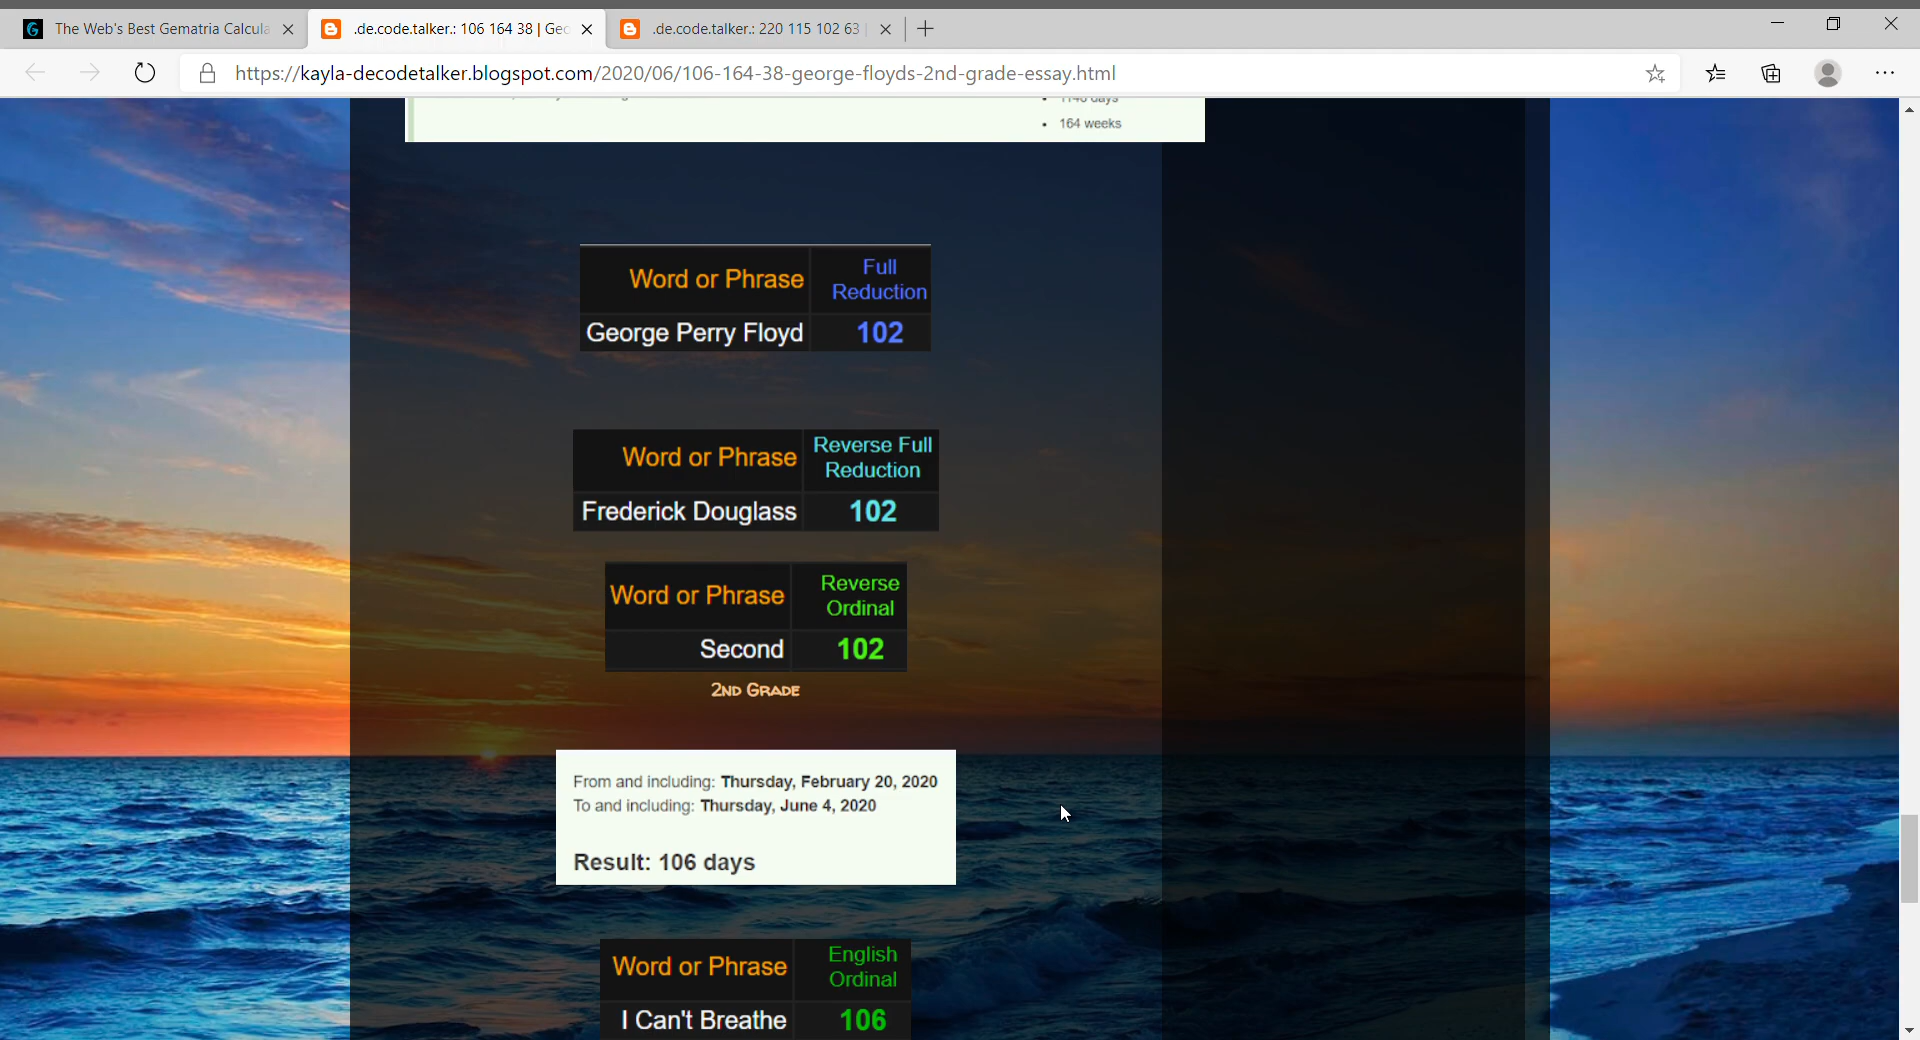 The Web's Best Gematria Calcula
.de.code.talker.: 106 164 38 | Geo
.de.code.talker.: 220 115 102 63 |
https://kayla-decodetalker.blogspot.com/2020/06/106-164-38-george-floyds-2nd-grade-essay.html
1148 days
164 weeks
Word or Phrase
Full
Reduction
George Perry Floyd
102
Word or Phrase
Reverse Full
Reduction
Frederick Douglass
102
Word or Phrase
Reverse
Ordinal
Second
102
2nd Grade
From and including: Thursday, February 20, 2020
To and including: Thursday, June 4, 2020
Result: 106 days
Word or Phrase
English
Ordinal
I Can't Breathe
106